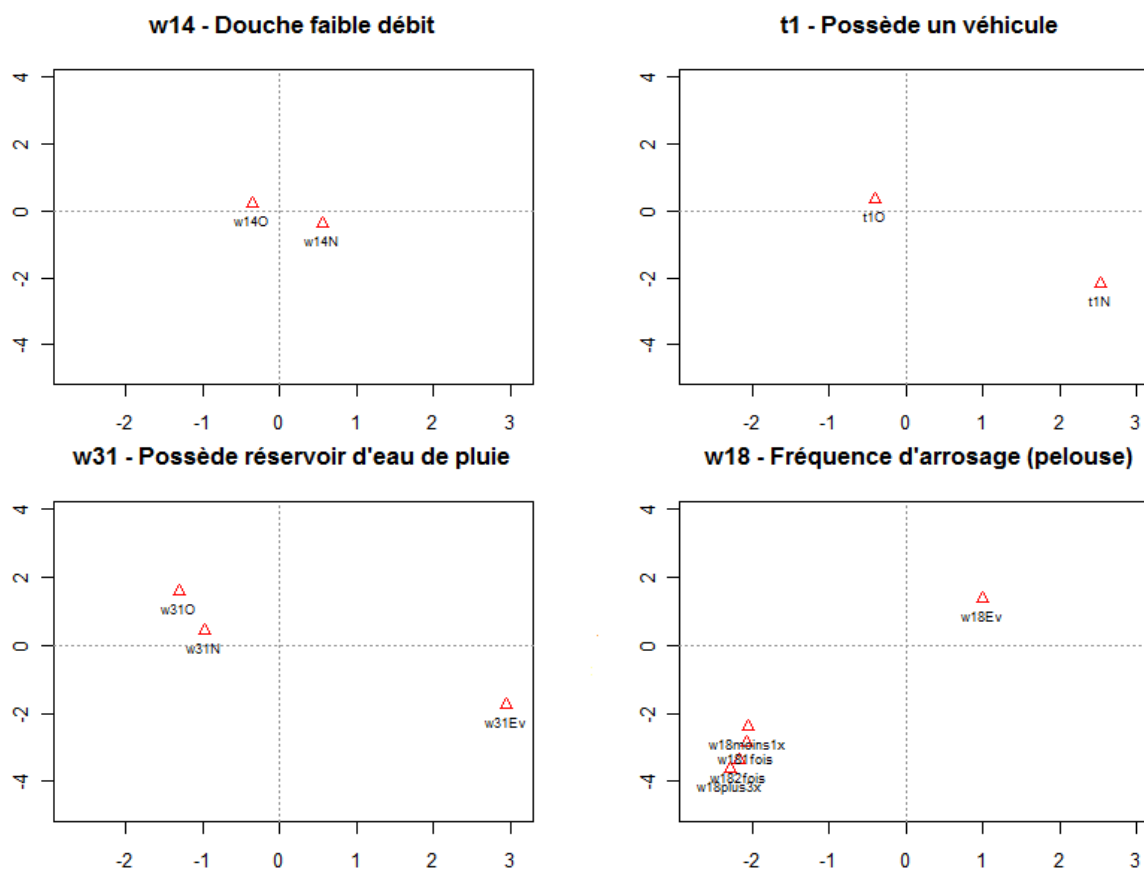 w14 - Douche faible débit
4
2
0
-2
-4
w14O
w14N
-2 -1 0 1 2 3
t1 - Possède un véhicule
4
2
0
-2
-4
t1O
t1N
-2 -1 0 1 2 3
w31 - Possède réservoir d'eau de pluie
4
2
0
-2
-4
w31O
w31N
w31Ev
-2 -1 0 1 2 3
w18 - Fréquence d'arrosage (pelouse)
4
2
0
-2
-4
w18Ev
w18moins1x
w181fois
w182fois
w18plus3x
-2 -1 0 1 2 3